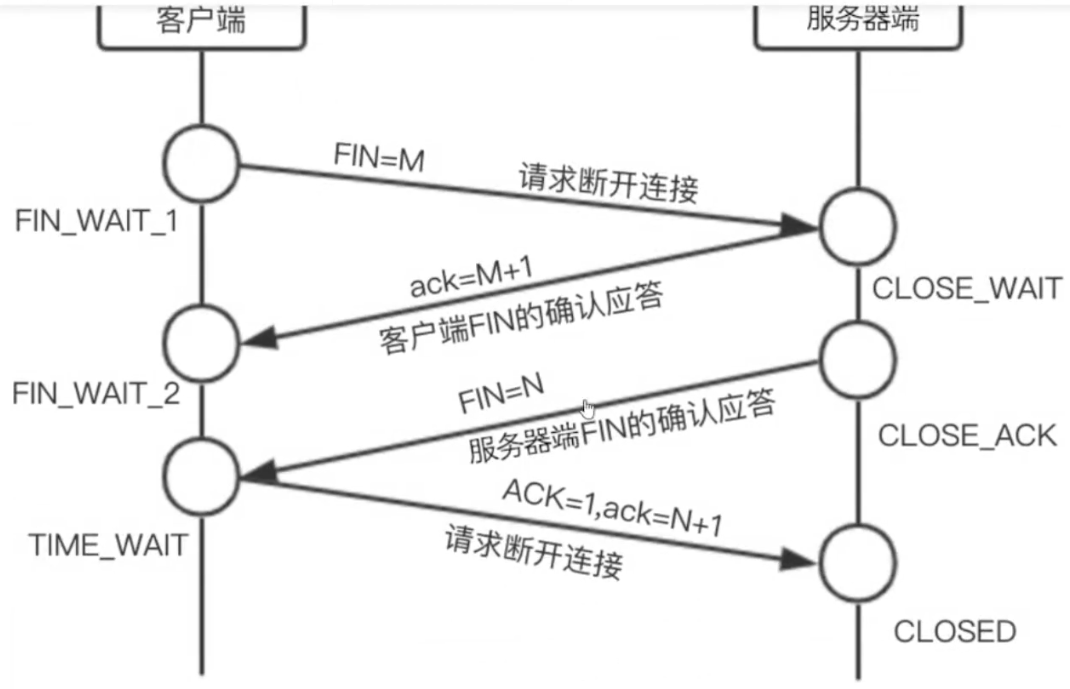 客户端
服务器端
FIN=M
请求断开连接
FIN_WAIT_1
ack=M+1
客户端FIN的确认应答
CLOSE_WAIT
FIN_WAIT_2
FIN=N
服务器端FIN的确认应答
CLOSE_ACK
ACK=1,ack=N+1
请求断开连接
TIME_WAIT
CLOSED